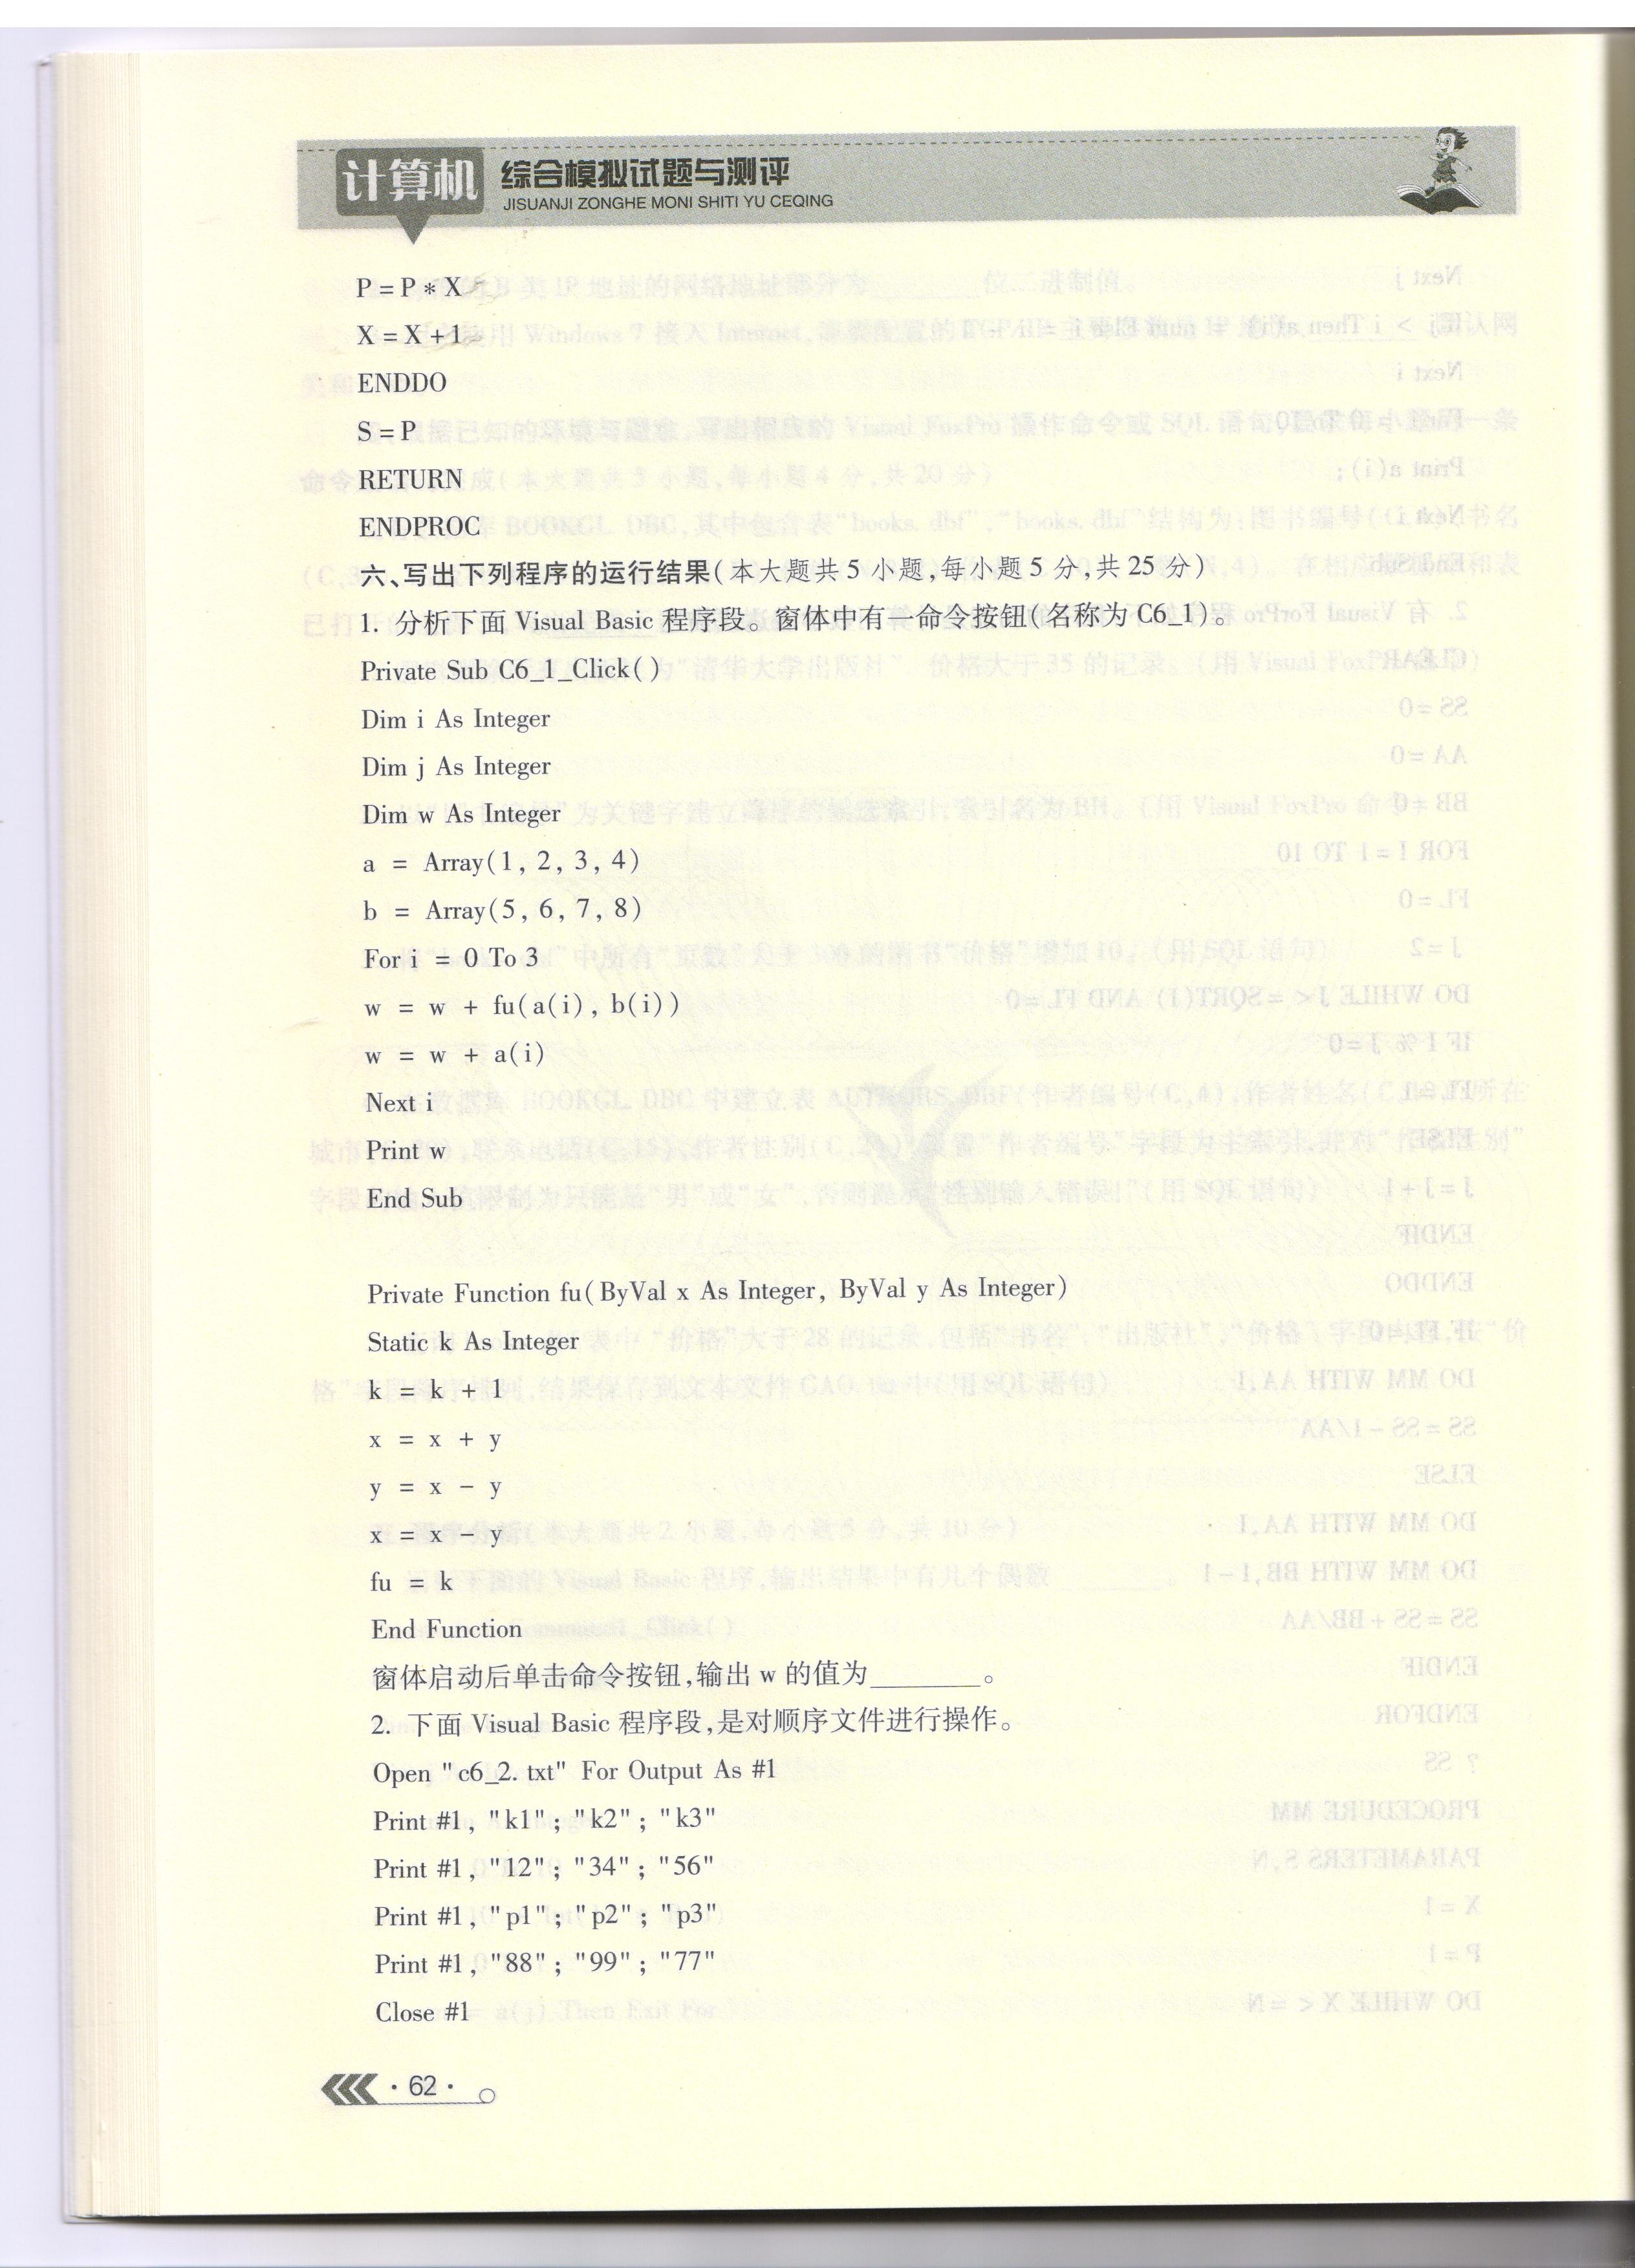 计算机
综合模拟试题与测评
JISUANJI ZONGHE MONI SHITI YU CEQING
P = P * X
X = X + 1
ENDDO
S = P
RETURN
ENDPROC
六、写出下列程序的运行结果(本大题共 5 小题,每小题 5 分,共 25 分)
1. 分析下面 Visual Basic 程序段。窗体中有一命令按钮(名称为 C6_1)。
Private Sub C6_1_Click( )
Dim i As Integer
Dim j As Integer
Dim w As Integer
a = Array(1, 2, 3, 4)
b = Array(5, 6, 7, 8)
For i = 0 To 3
w = w + fu(a(i), b(i))
w = w + a(i)
Next i
Print w
End Sub
Private Function fu(ByVal x As Integer, ByVal y As Integer)
Static k As Integer
k = k + 1
x = x + y
y = x - y
x = x - y
fu = k
End Function
窗体启动后单击命令按钮,输出 w 的值为________。
2. 下面 Visual Basic 程序段,是对顺序文件进行操作。
Open "c6_2. txt" For Output As #1
Print #1, "k1"; "k2"; "k3"
Print #1, "12"; "34"; "56"
Print #1, "p1"; "p2"; "p3"
Print #1, "88"; "99"; "77"
Close #1
· 62 ·